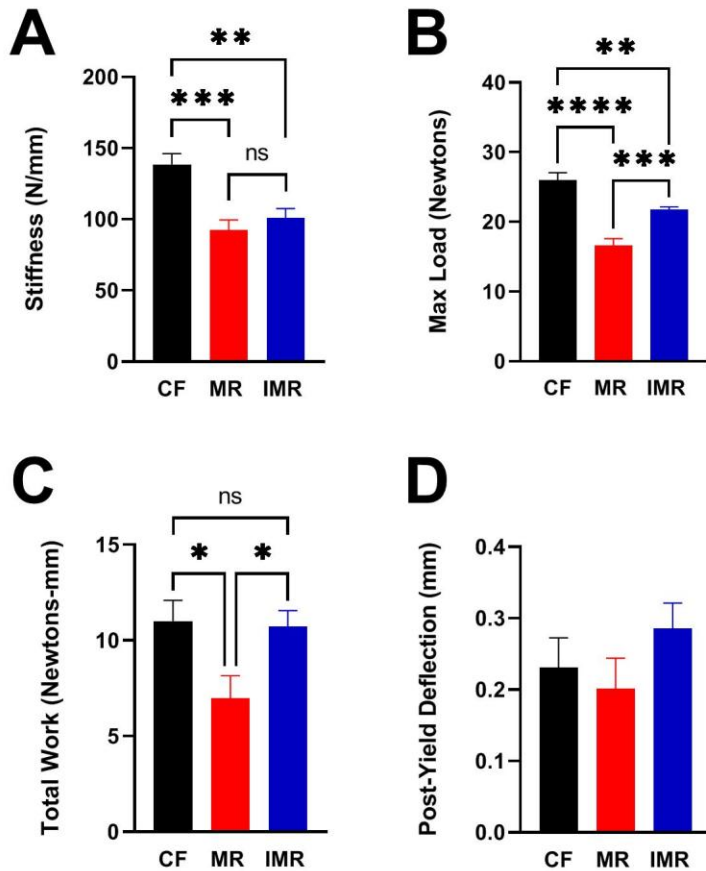 A
Stiffness (N/mm)
200
150
100
50
0
**
***
ns
CF MR IMR
B
Max Load (Newtons)
40
30
20
10
0
**
****
***
CF MR IMR
C
Total Work (Newtons-mm)
15
10
5
0
ns
* *
CF MR IMR
D
Post-Yield Deflection (mm)
0.4
0.3
0.2
0.1
0.0
CF MR IMR